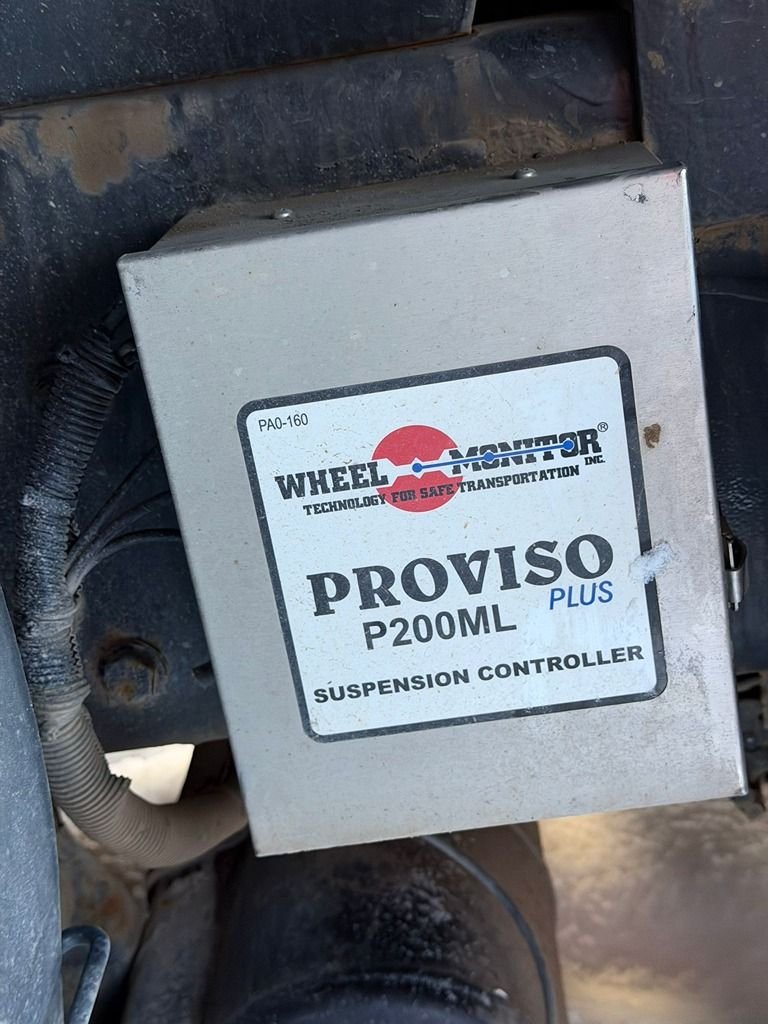 PA0-160
WHEEL MONITOR®
TECHNOLOGY FOR SAFE TRANSPORTATION INC.
PROVISO
PLUS
P200ML
SUSPENSION CONTROLLER